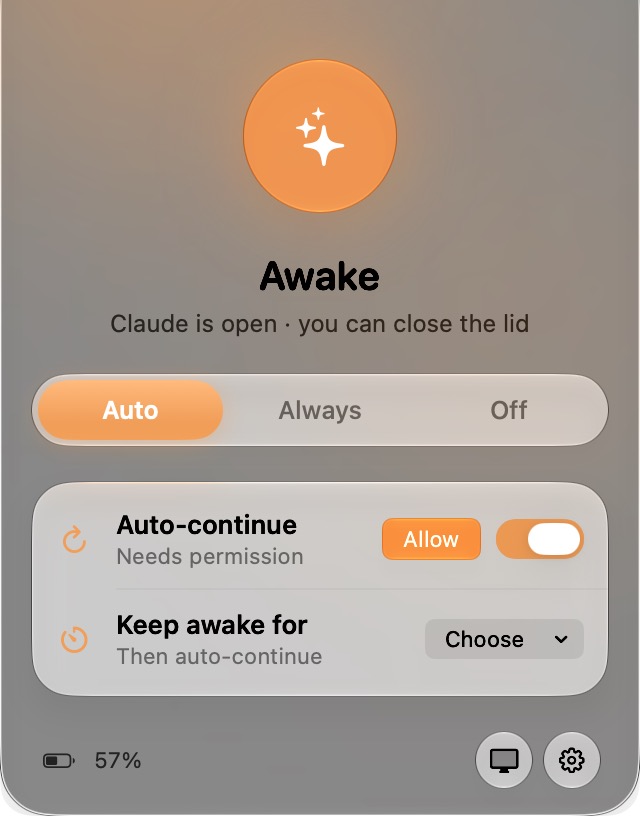 Awake
Claude is open · you can close the lid
Auto Always Off
Auto-continue
Needs permission
Allow
Keep awake for
Then auto-continue
Choose
57%